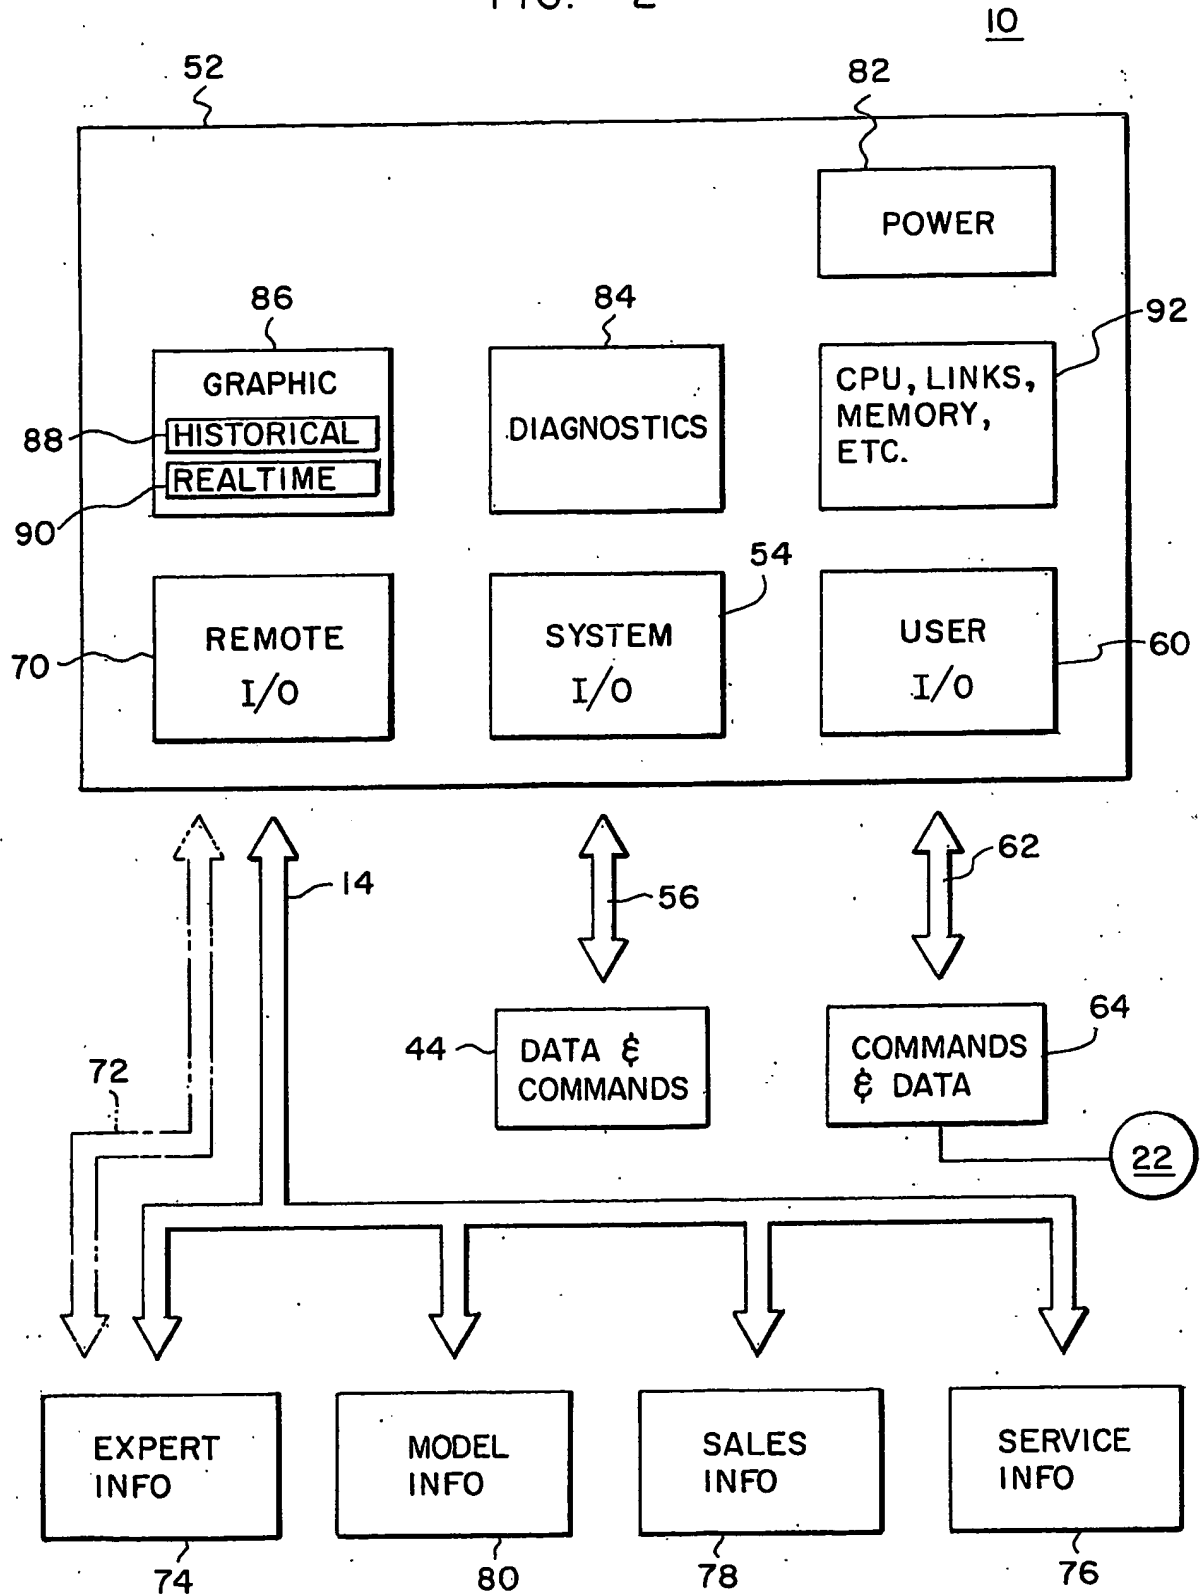 FIG. 2
10
52
82
POWER
86
84
92
GRAPHIC
HISTORICAL
REALTIME
88
90
DIAGNOSTICS
CPU, LINKS,
MEMORY,
ETC.
54
REMOTE
I/O
70
SYSTEM
I/O
USER
I/O
60
14
56
62
72
44
DATA &
COMMANDS
64
COMMANDS
& DATA
22
EXPERT
INFO
MODEL
INFO
SALES
INFO
SERVICE
INFO
74
80
78
76